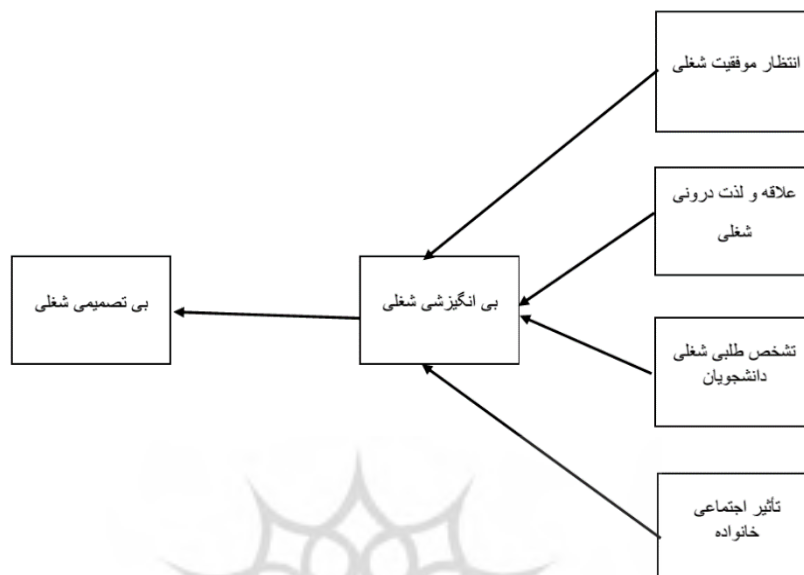 انتظار موفقیت شغلی
علاقه و لذت درونی
شغلی
تشخص طلبی شغلی
دانشجویان
تأثیر اجتماعی
خانواده
بی انگیزشی شغلی
بی تصمیمی شغلی